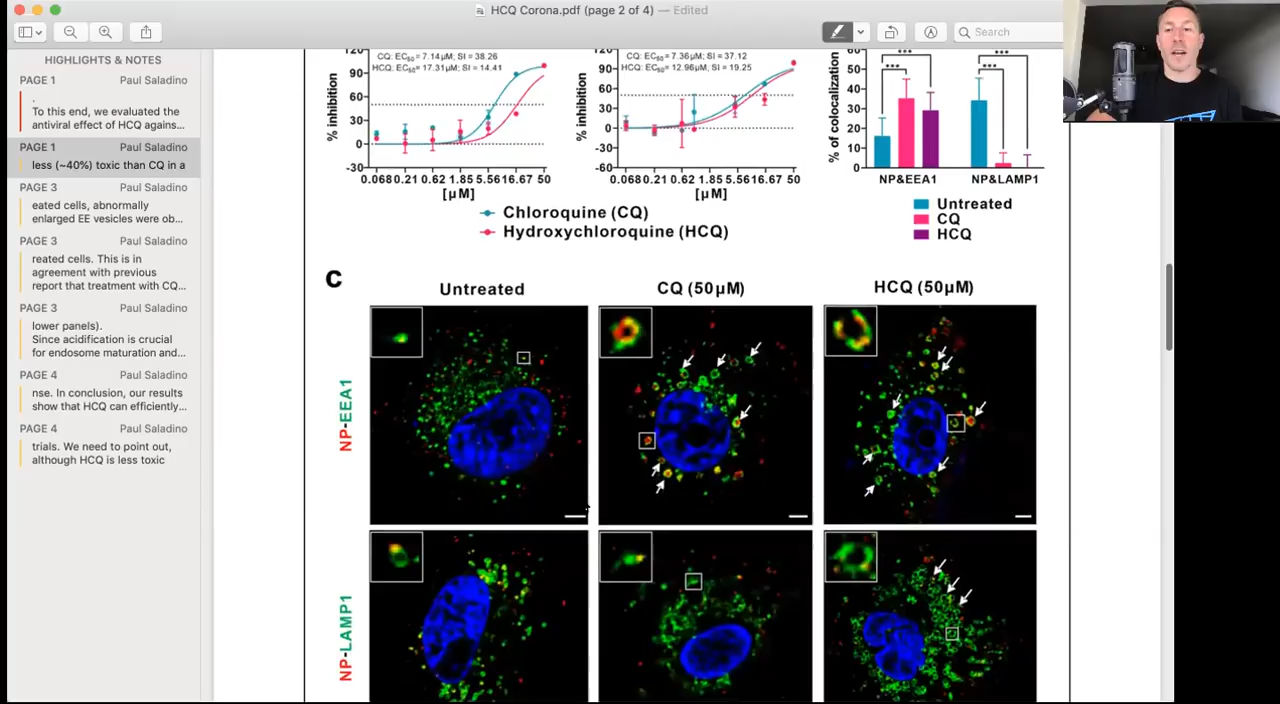 HCQ Corona.pdf (page 2 of 4) — Edited
Search
HIGHLIGHTS & NOTES
PAGE 1 Paul Saladino
.
To this end, we evaluated the
antiviral effect of HCQ agains...
PAGE 1 Paul Saladino
less (~40%) toxic than CQ in a
PAGE 3 Paul Saladino
eated cells, abnormally
enlarged EE vesicles were ob...
PAGE 3 Paul Saladino
reated cells. This is in
agreement with previous
report that treatment with CQ...
PAGE 3 Paul Saladino
lower panels).
Since acidification is crucial
for endosome maturation and...
PAGE 4 Paul Saladino
nse. In conclusion, our results
show that HCQ can efficiently...
PAGE 4 Paul Saladino
trials. We need to point out,
although HCQ is less toxic
% inhibition
120
90
60
30
0
-30
CQ: EC50 = 7.14μM; SI = 38.26
HCQ: EC50 = 17.31μM; SI = 14.41
0.068 0.21 0.62 1.85 5.56 16.67 50
[μM]
% inhibition
120
90
60
30
0
-30
-60
CQ: EC50 = 7.36μM; SI = 37.12
HCQ: EC50 = 12.96μM; SI = 19.25
0.068 0.21 0.62 1.85 5.56 16.67 50
[μM]
Chloroquine (CQ)
Hydroxychloroquine (HCQ)
% of colocalization
60
50
40
30
20
10
0
*** ***
*** ***
NP&EEA1 NP&LAMP1
Untreated
CQ
HCQ
C
Untreated CQ (50μM) HCQ (50μM)
NP-EEA1
NP-LAMP1